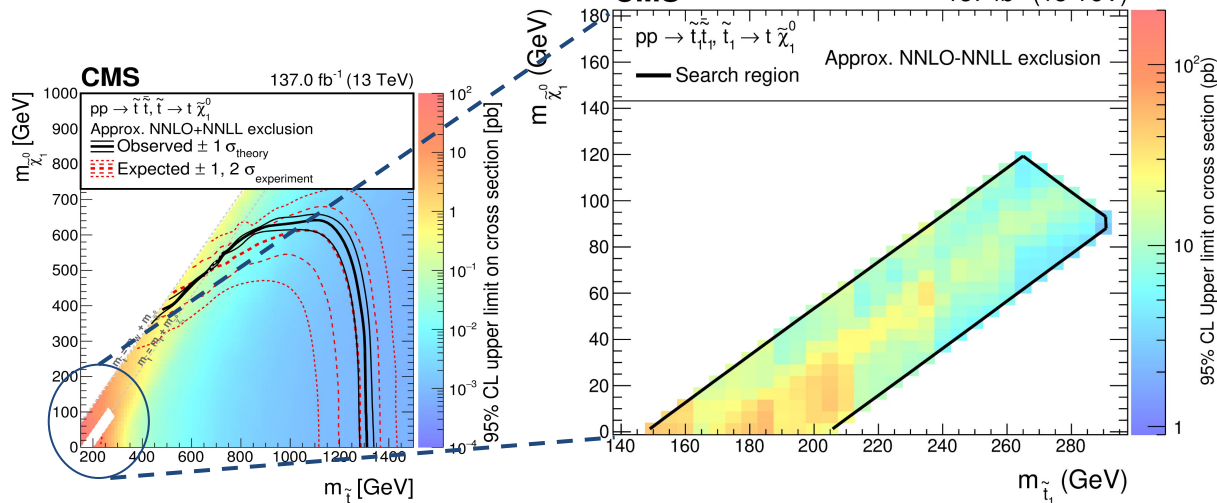 CMS 137.0 fb⁻¹ (13 TeV)
pp → t̃ t̃̄, t̃ → t χ̃₁⁰
Approx. NNLO+NNLL exclusion
Observed ± 1 σ_theory
Expected ± 1, 2 σ_experiment
m_χ̃₁⁰ [GeV]
1000
900
800
700
600
500
400
300
200
100
0
200 400 600 800 1000 1200 1400
m_t̃ [GeV]
10²
10
1
10⁻¹
10⁻²
10⁻³
10⁻⁴
95% CL upper limit on cross section [pb]
pp → t̃₁t̃̄₁, t̃₁ → t χ̃₁⁰
Search region
Approx. NNLO-NNLL exclusion
m_χ̃₁⁰ (GeV)
180
160
140
120
100
80
60
40
20
0
140 160 180 200 220 240 260 280
m_t̃₁ (GeV)
10²
10
1
95% CL Upper limit on cross section (pb)